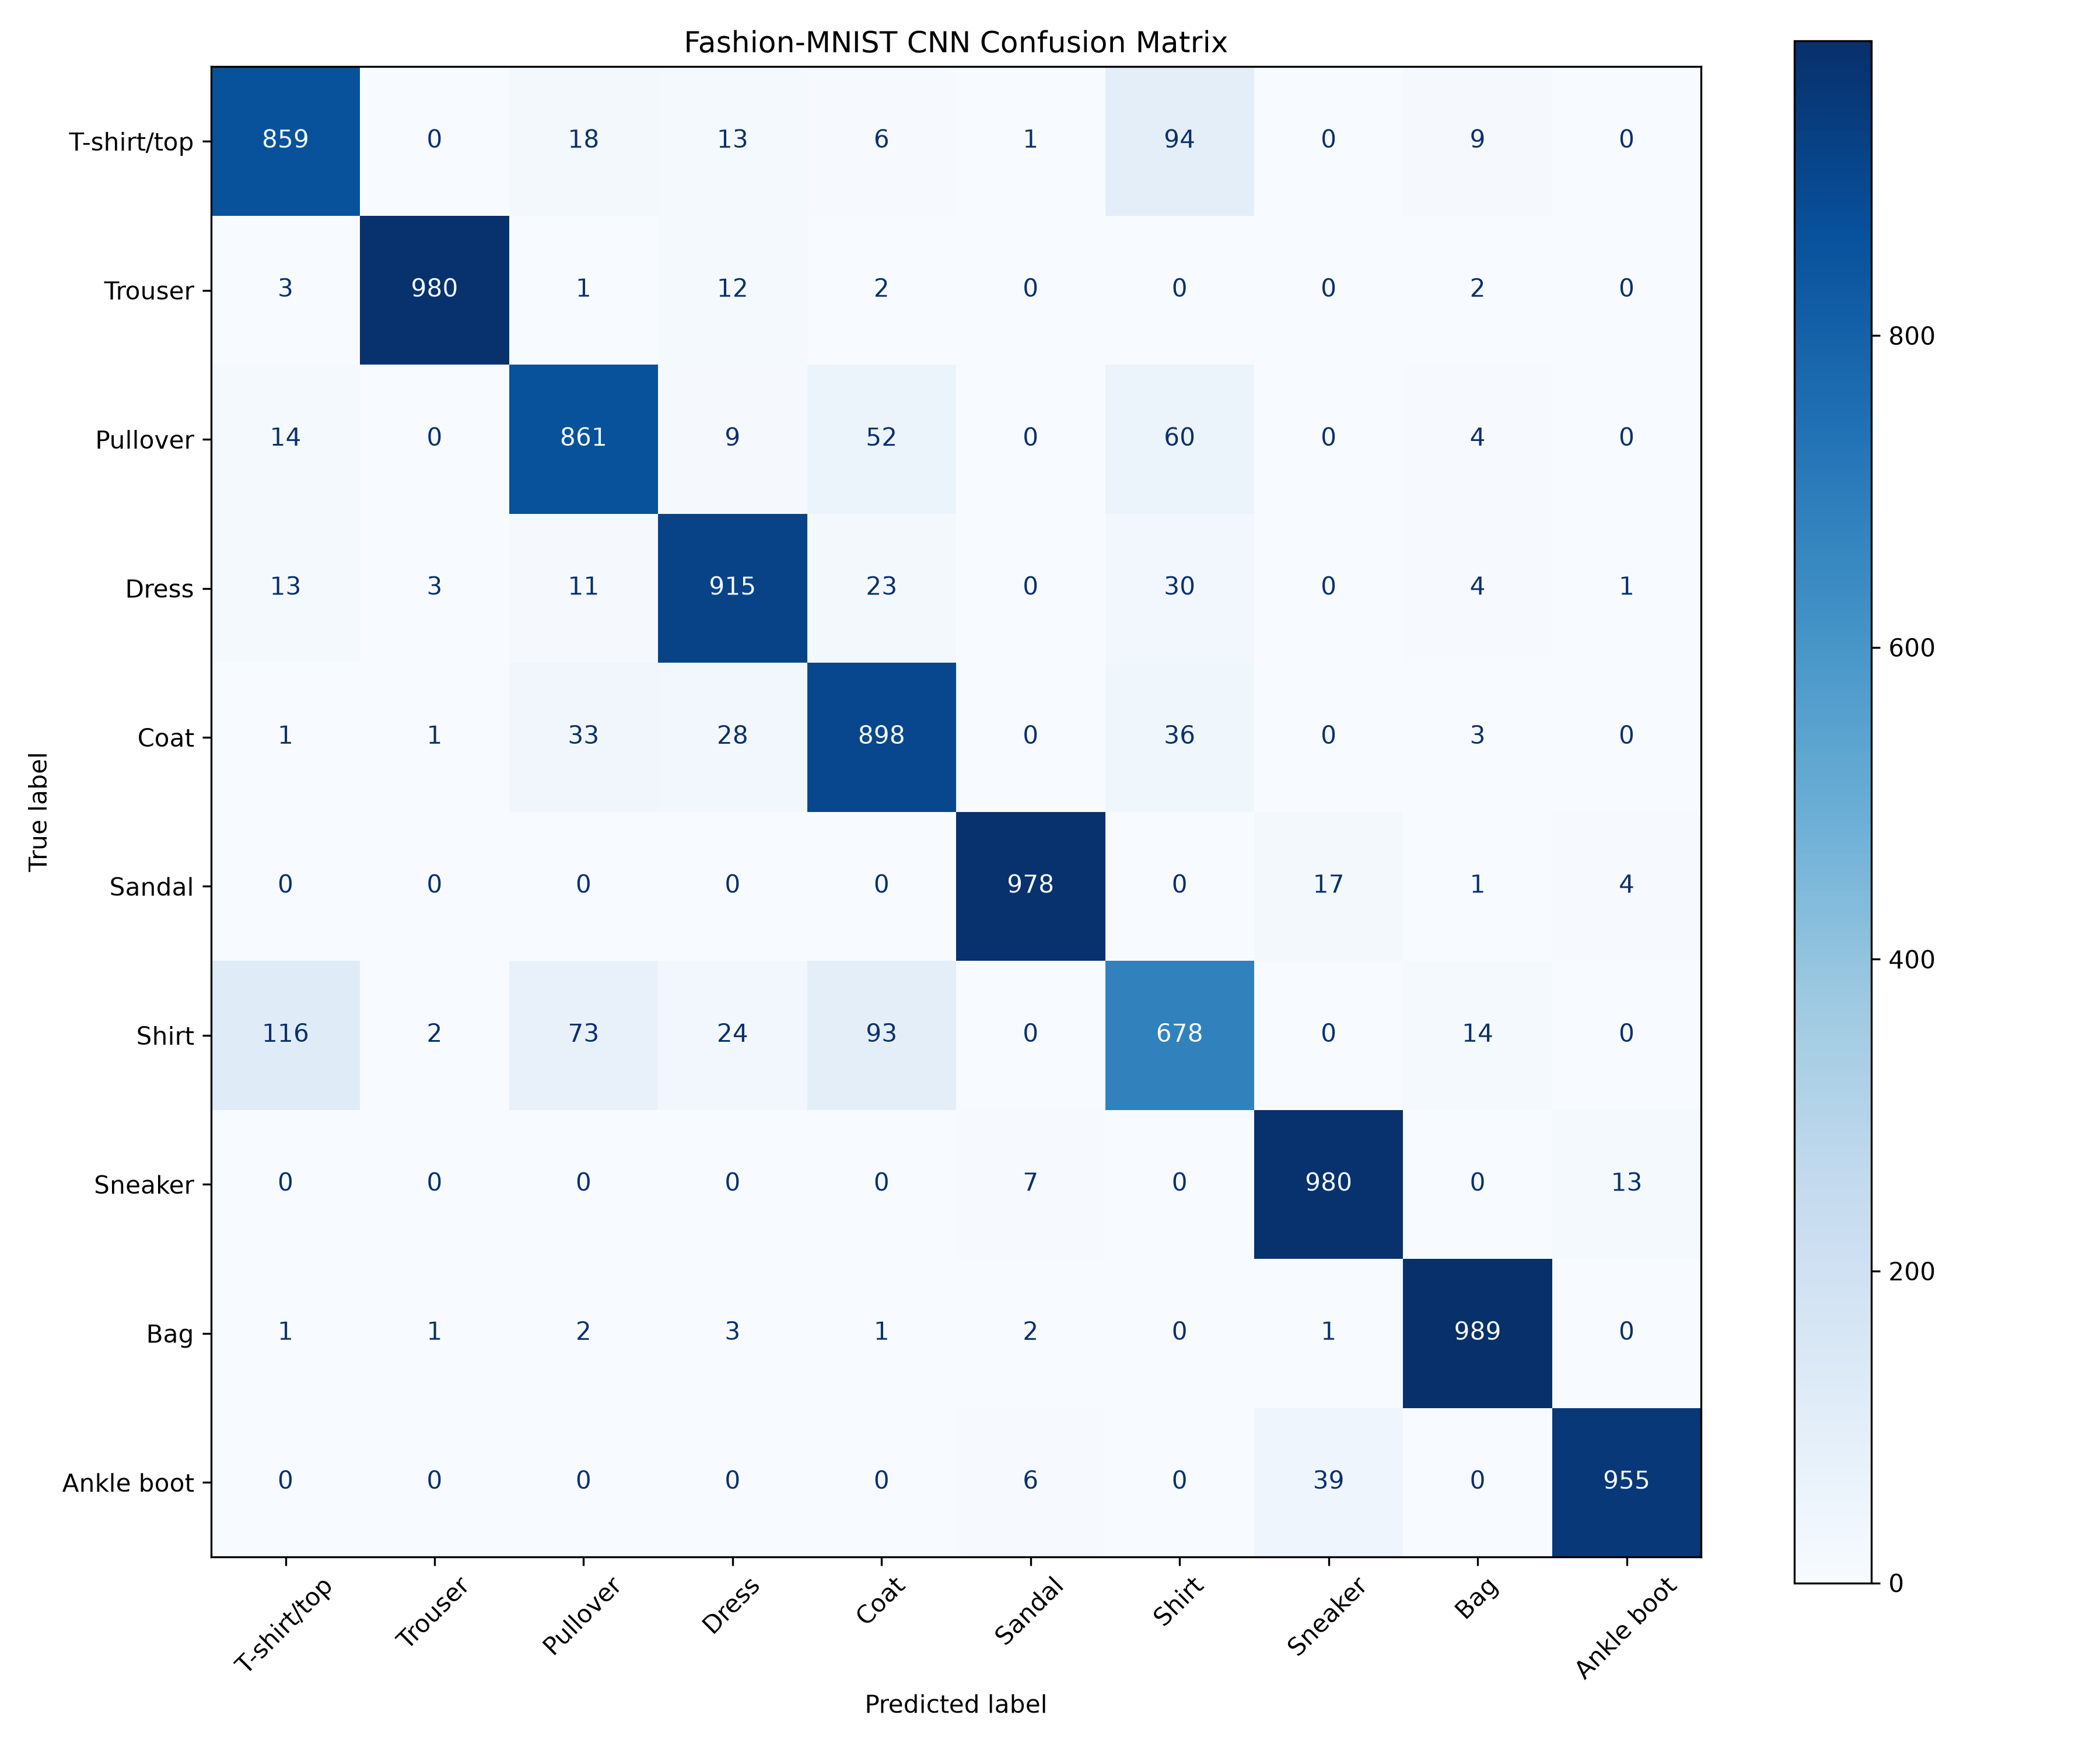 Fashion-MNIST CNN Confusion Matrix
T-shirt/top 859 0 18 13 6 1 94 0 9 0
Trouser 3 980 1 12 2 0 0 0 2 0
Pullover 14 0 861 9 52 0 60 0 4 0
Dress 13 3 11 915 23 0 30 0 4 1
Coat 1 1 33 28 898 0 36 0 3 0
Sandal 0 0 0 0 0 978 0 17 1 4
Shirt 116 2 73 24 93 0 678 0 14 0
Sneaker 0 0 0 0 0 7 0 980 0 13
Bag 1 1 2 3 1 2 0 1 989 0
Ankle boot 0 0 0 0 0 6 0 39 0 955
T-shirt/top Trouser Pullover Dress Coat Sandal Shirt Sneaker Bag Ankle boot
Predicted label
True label
800
600
400
200
0